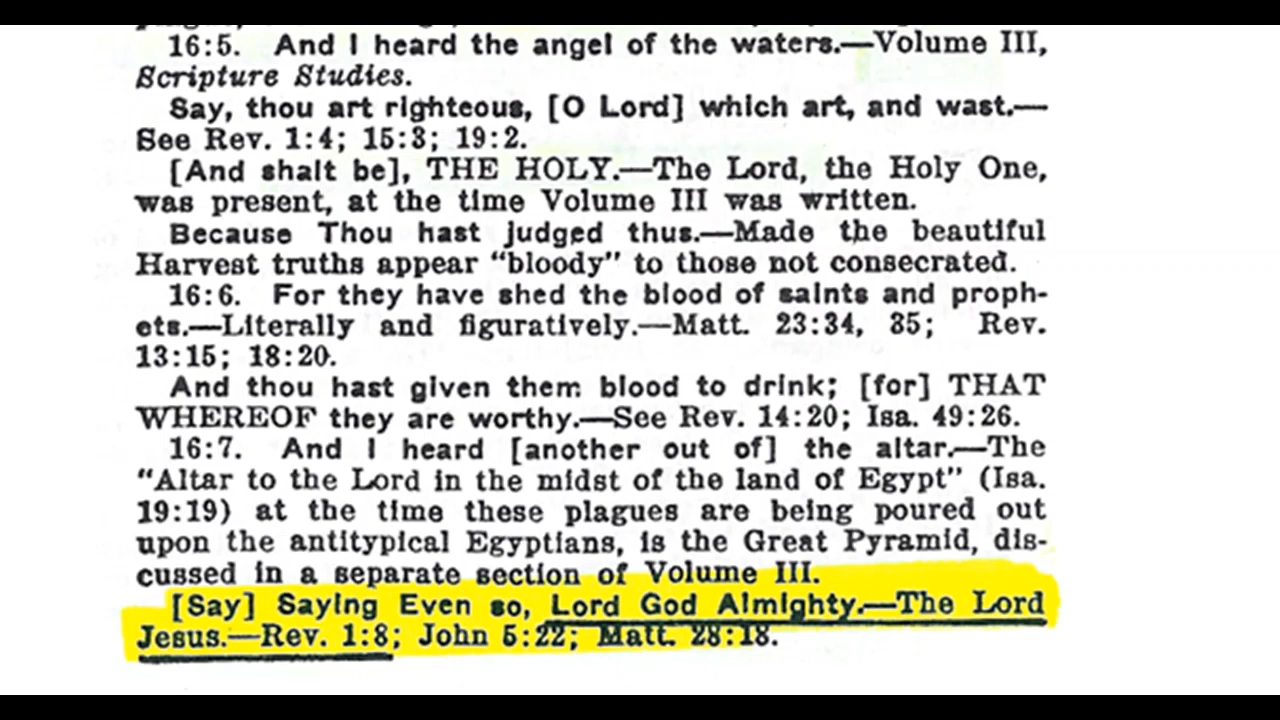 16:5. And I heard the angel of the waters.—Volume III,
Scripture Studies.
Say, thou art righteous, [O Lord] which art, and wast.—
See Rev. 1:4; 15:3; 19:2.
[And shalt be], THE HOLY.—The Lord, the Holy One,
was present, at the time Volume III was written.
Because Thou hast judged thus.—Made the beautiful
Harvest truths appear “bloody” to those not consecrated.
16:6. For they have shed the blood of saints and proph-
ets.—Literally and figuratively.—Matt. 23:34, 35; Rev.
13:15; 18:20.
And thou hast given them blood to drink; [for] THAT
WHEREOF they are worthy.—See Rev. 14:20; Isa. 49:26.
16:7. And I heard [another out of] the altar.—The
“Altar to the Lord in the midst of the land of Egypt” (Isa.
19:19) at the time these plagues are being poured out
upon the antitypical Egyptians, is the Great Pyramid, dis-
cussed in a separate section of Volume III.
[Say] Saying Even so, Lord God Almighty.—The Lord
Jesus.—Rev. 1:8; John 5:22; Matt. 28:18.